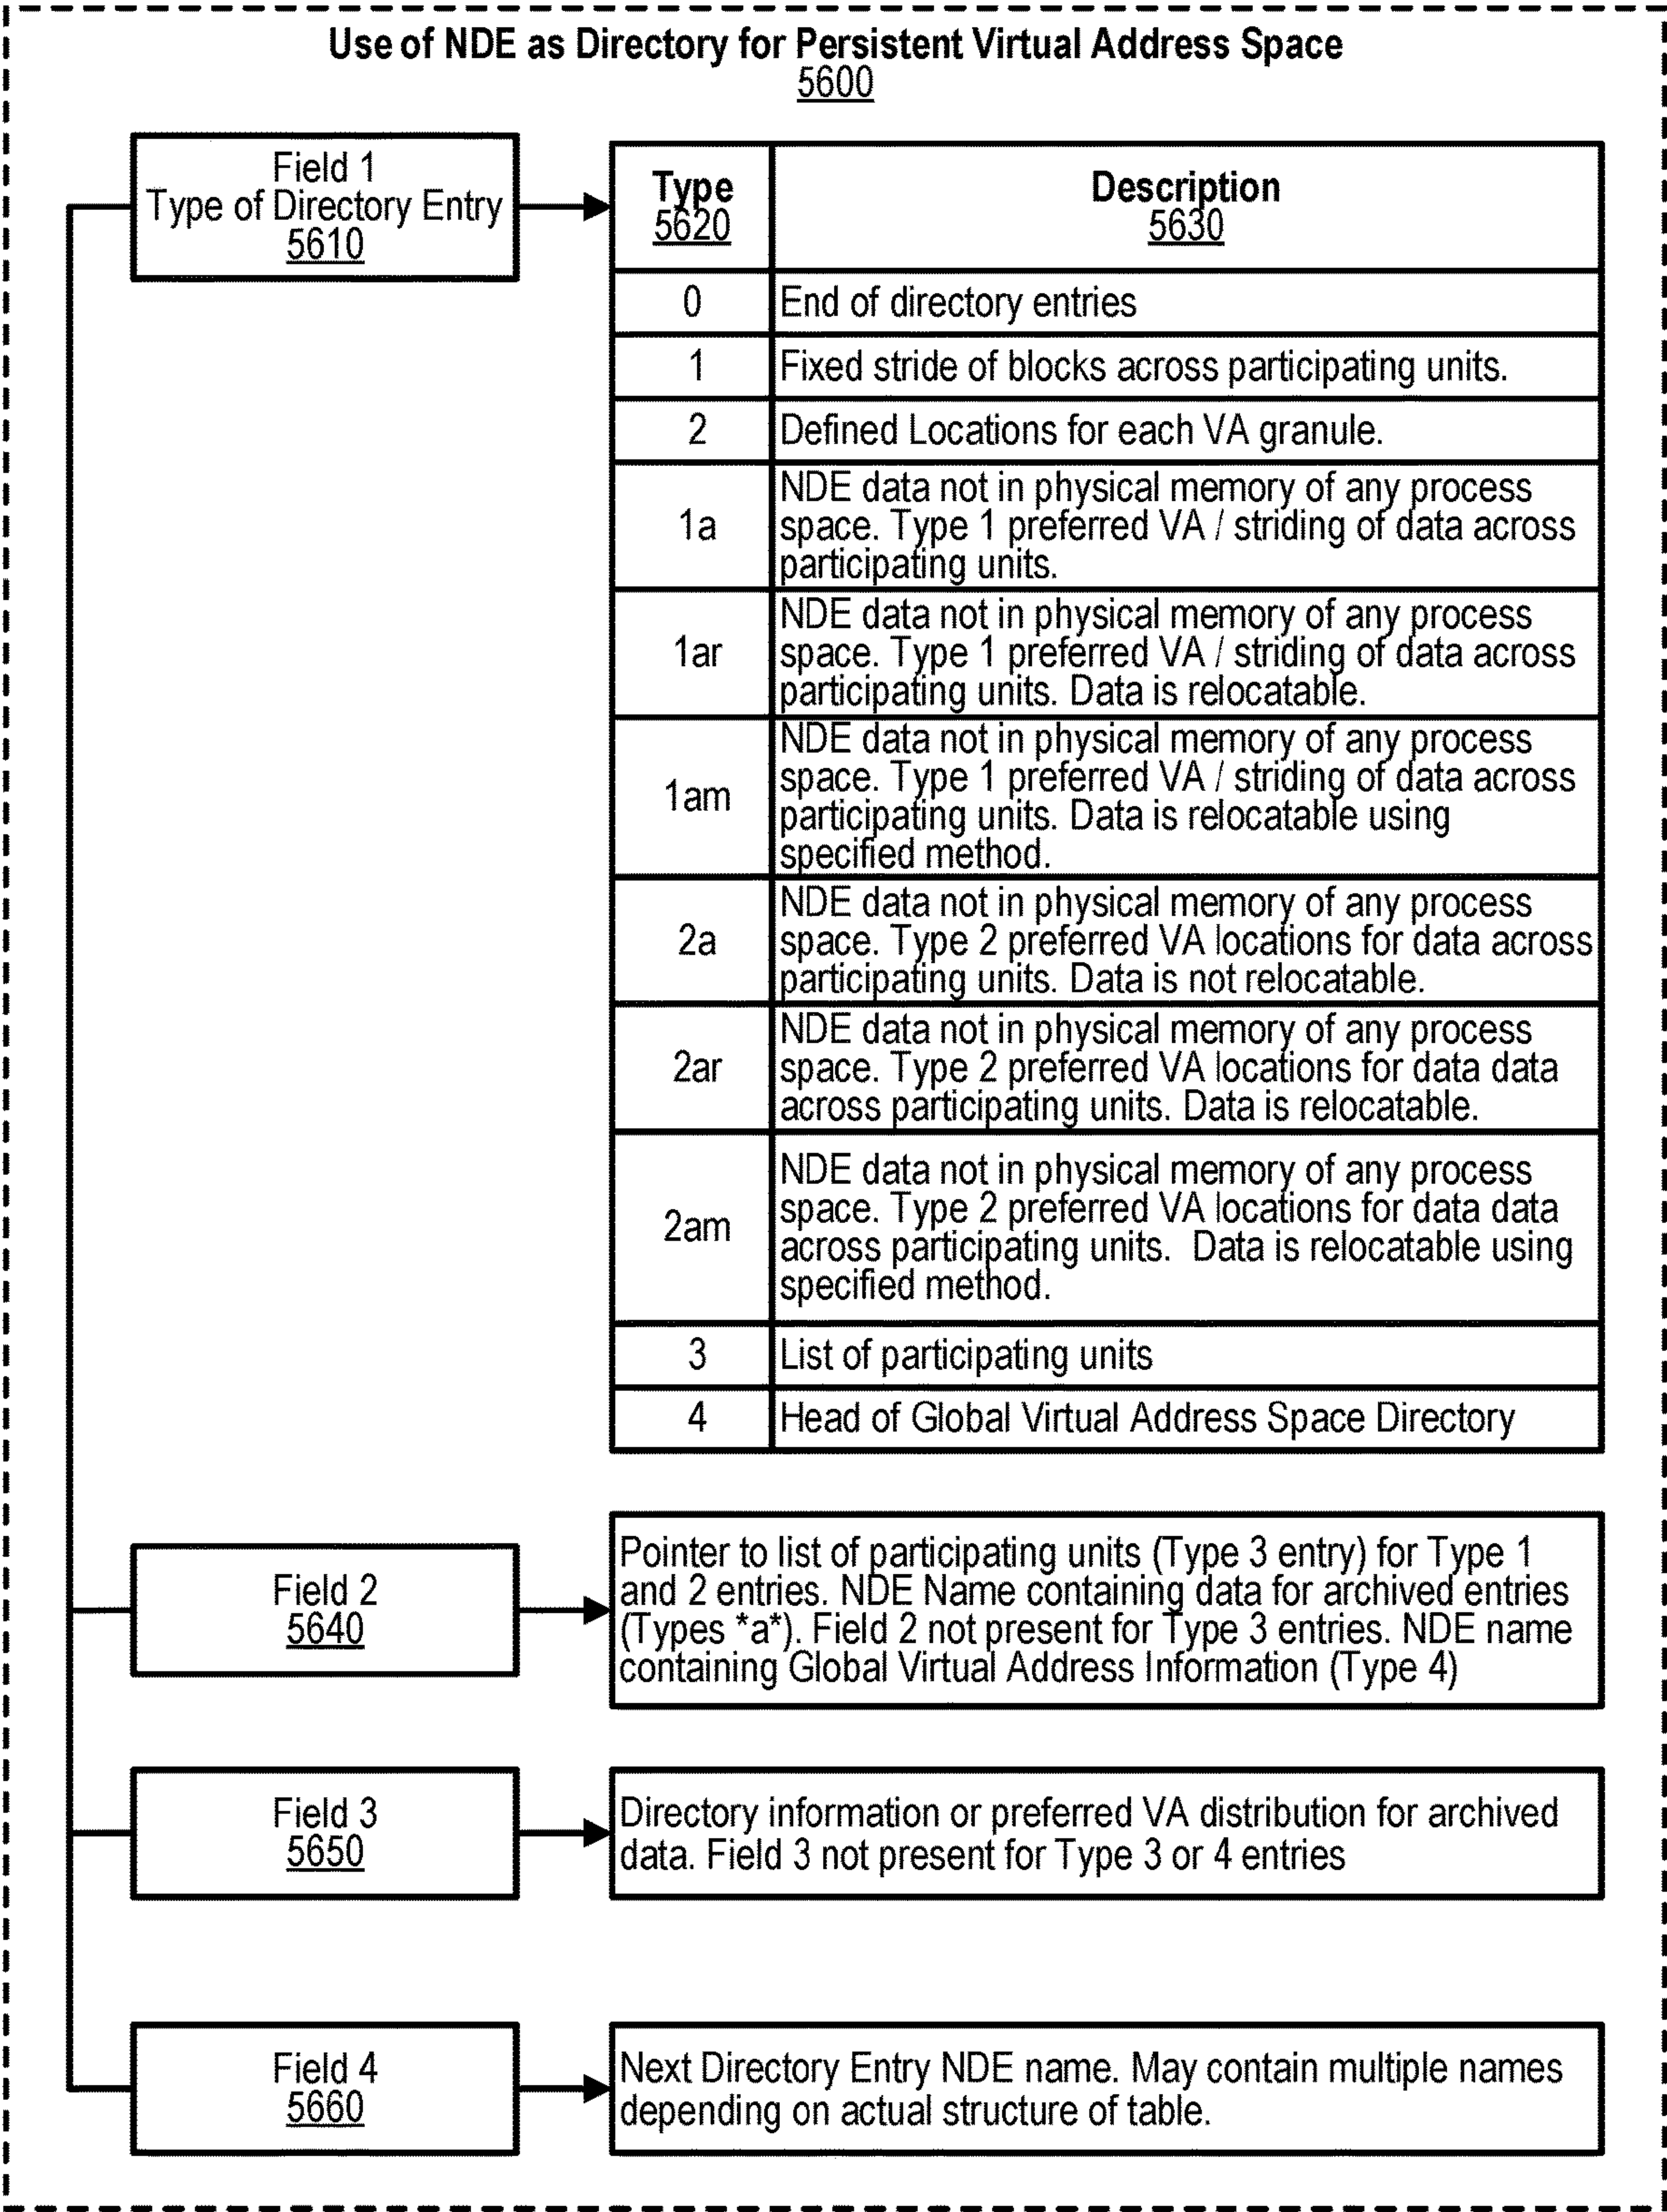 Use of NDE as Directory for Persistent Virtual Address Space
5600
Field 1
Type of Directory Entry
5610
Type
5620
Description
5630
0
End of directory entries
1
Fixed stride of blocks across participating units.
2
Defined Locations for each VA granule.
1a
NDE data not in physical memory of any process
space. Type 1 preferred VA / striding of data across
participating units.
1ar
NDE data not in physical memory of any process
space. Type 1 preferred VA / striding of data across
participating units. Data is relocatable.
1am
NDE data not in physical memory of any process
space. Type 1 preferred VA / striding of data across
participating units. Data is relocatable using
specified method.
2a
NDE data not in physical memory of any process
space. Type 2 preferred VA locations for data across
participating units. Data is not relocatable.
2ar
NDE data not in physical memory of any process
space. Type 2 preferred VA locations for data data
across participating units. Data is relocatable.
2am
NDE data not in physical memory of any process
space. Type 2 preferred VA locations for data data
across participating units. Data is relocatable using
specified method.
3
List of participating units
4
Head of Global Virtual Address Space Directory
Field 2
5640
Pointer to list of participating units (Type 3 entry) for Type 1
and 2 entries. NDE Name containing data for archived entries
(Types *a*). Field 2 not present for Type 3 entries. NDE name
containing Global Virtual Address Information (Type 4)
Field 3
5650
Directory information or preferred VA distribution for archived
data. Field 3 not present for Type 3 or 4 entries
Field 4
5660
Next Directory Entry NDE name. May contain multiple names
depending on actual structure of table.